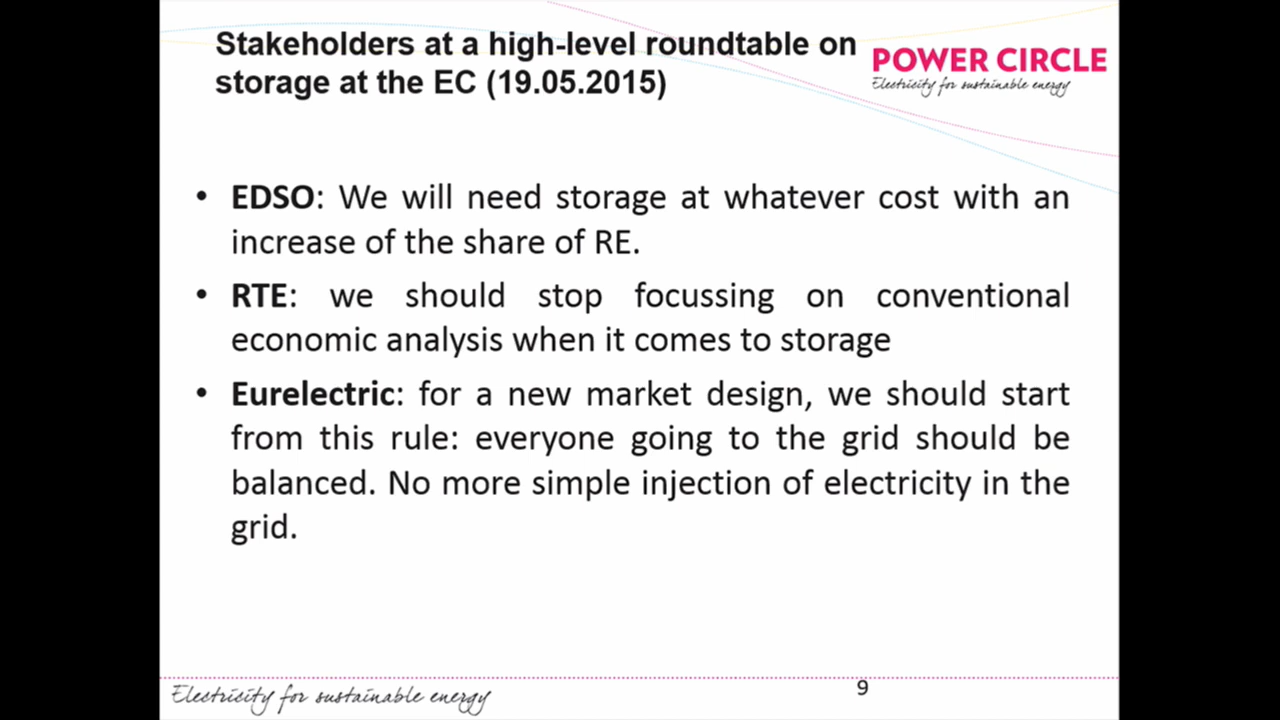 Stakeholders at a high-level roundtable on
storage at the EC (19.05.2015)
POWER CIRCLE
Electricity for sustainable energy
• EDSO: We will need storage at whatever cost with an
increase of the share of RE.
• RTE: we should stop focussing on conventional
economic analysis when it comes to storage
• Eurelectric: for a new market design, we should start
from this rule: everyone going to the grid should be
balanced. No more simple injection of electricity in the
grid.
Electricity for sustainable energy
9